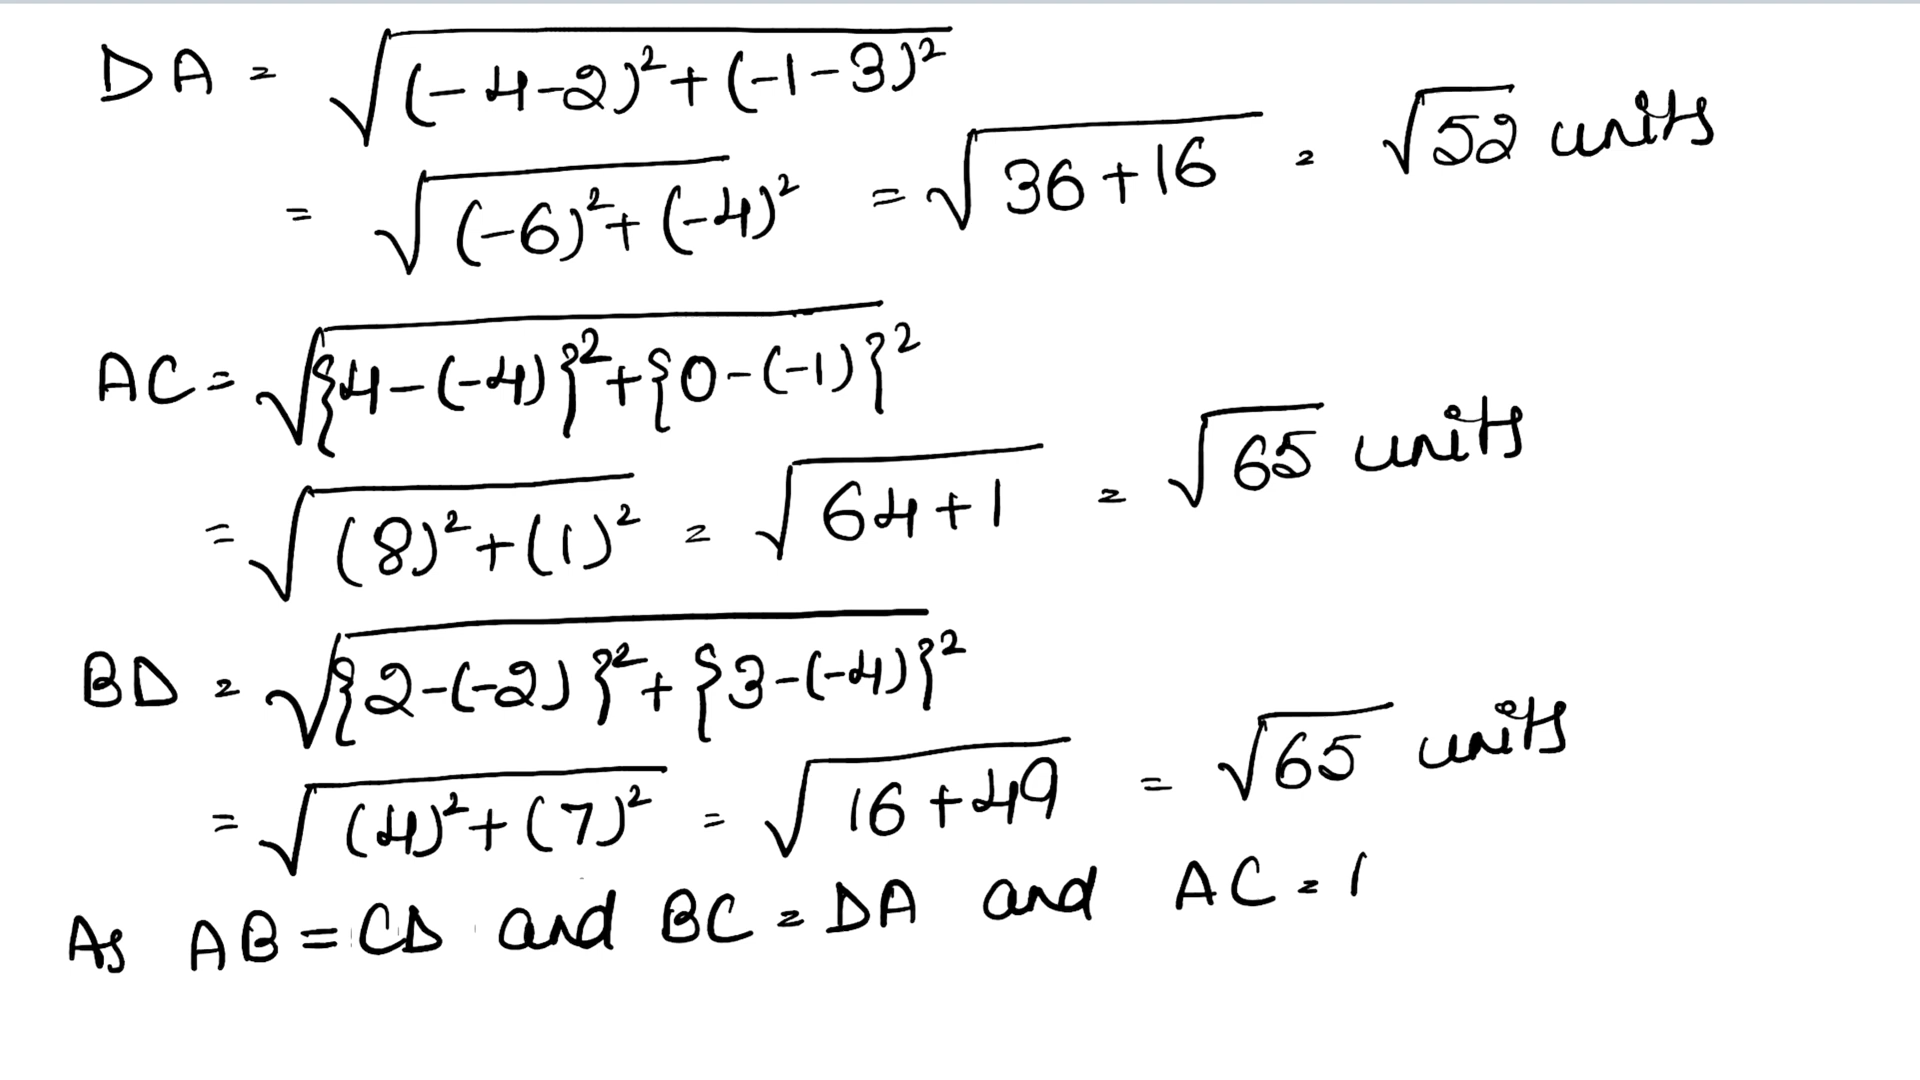 DA = √(-4-2)²+(-1-3)²
= √(-6)²+(-4)² = √36+16 = √52 units
AC = √{4-(-4)}²+{0-(-1)}²
= √(8)²+(1)² = √64+1 = √65 units
BD = √{2-(-2)}²+{3-(-4)}²
= √(4)²+(7)² = √16+49 = √65 units
As AB = CD and BC = DA and AC =